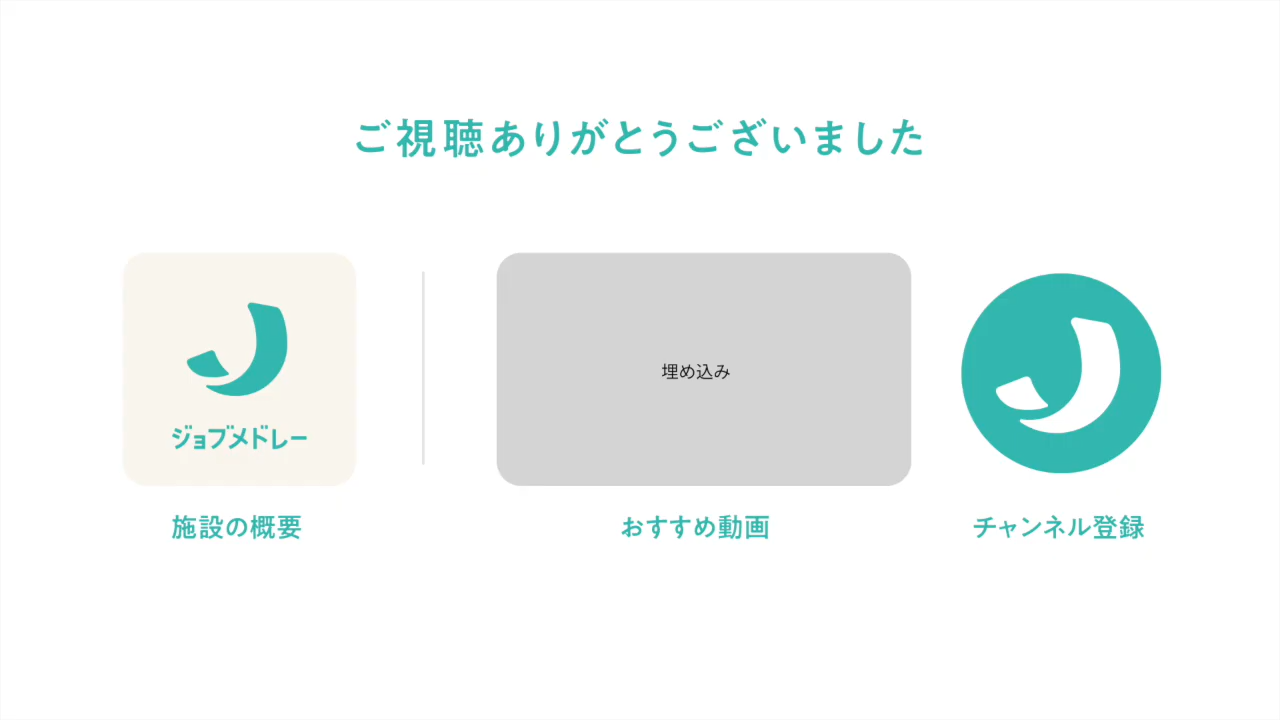 ご視聴ありがとうございました
埋め込み
ジョブメドレー
施設の概要
おすすめ動画
チャンネル登録